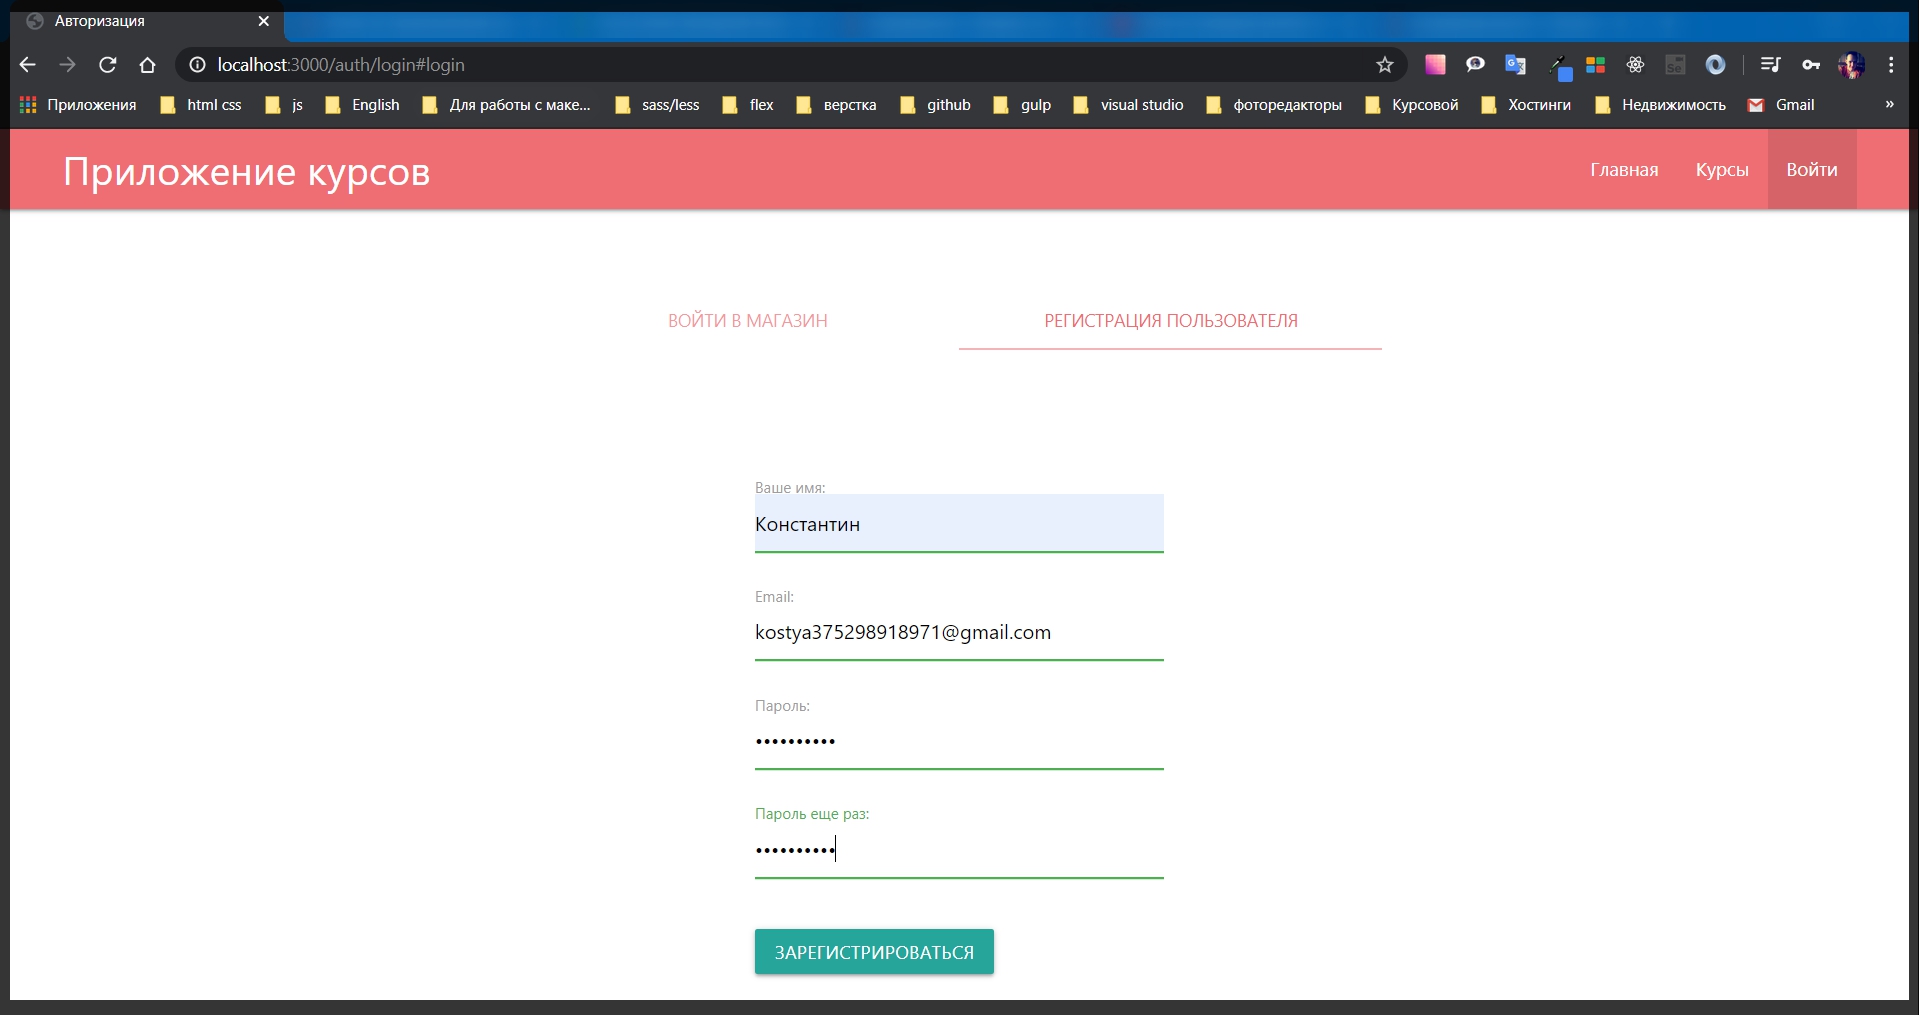 Авторизация
localhost:3000/auth/login#login
Приложения html css js English Для работы с маке... sass/less flex верстка github gulp visual studio фоторедакторы Курсовой Хостинги Недвижимость Gmail »
Приложение курсов Главная Курсы Войти
ВОЙТИ В МАГАЗИН РЕГИСТРАЦИЯ ПОЛЬЗОВАТЕЛЯ
Ваше имя:
Константин
Email:
kostya375298918971@gmail.com
Пароль:
••••••••••
Пароль еще раз:
••••••••••
ЗАРЕГИСТРИРОВАТЬСЯ